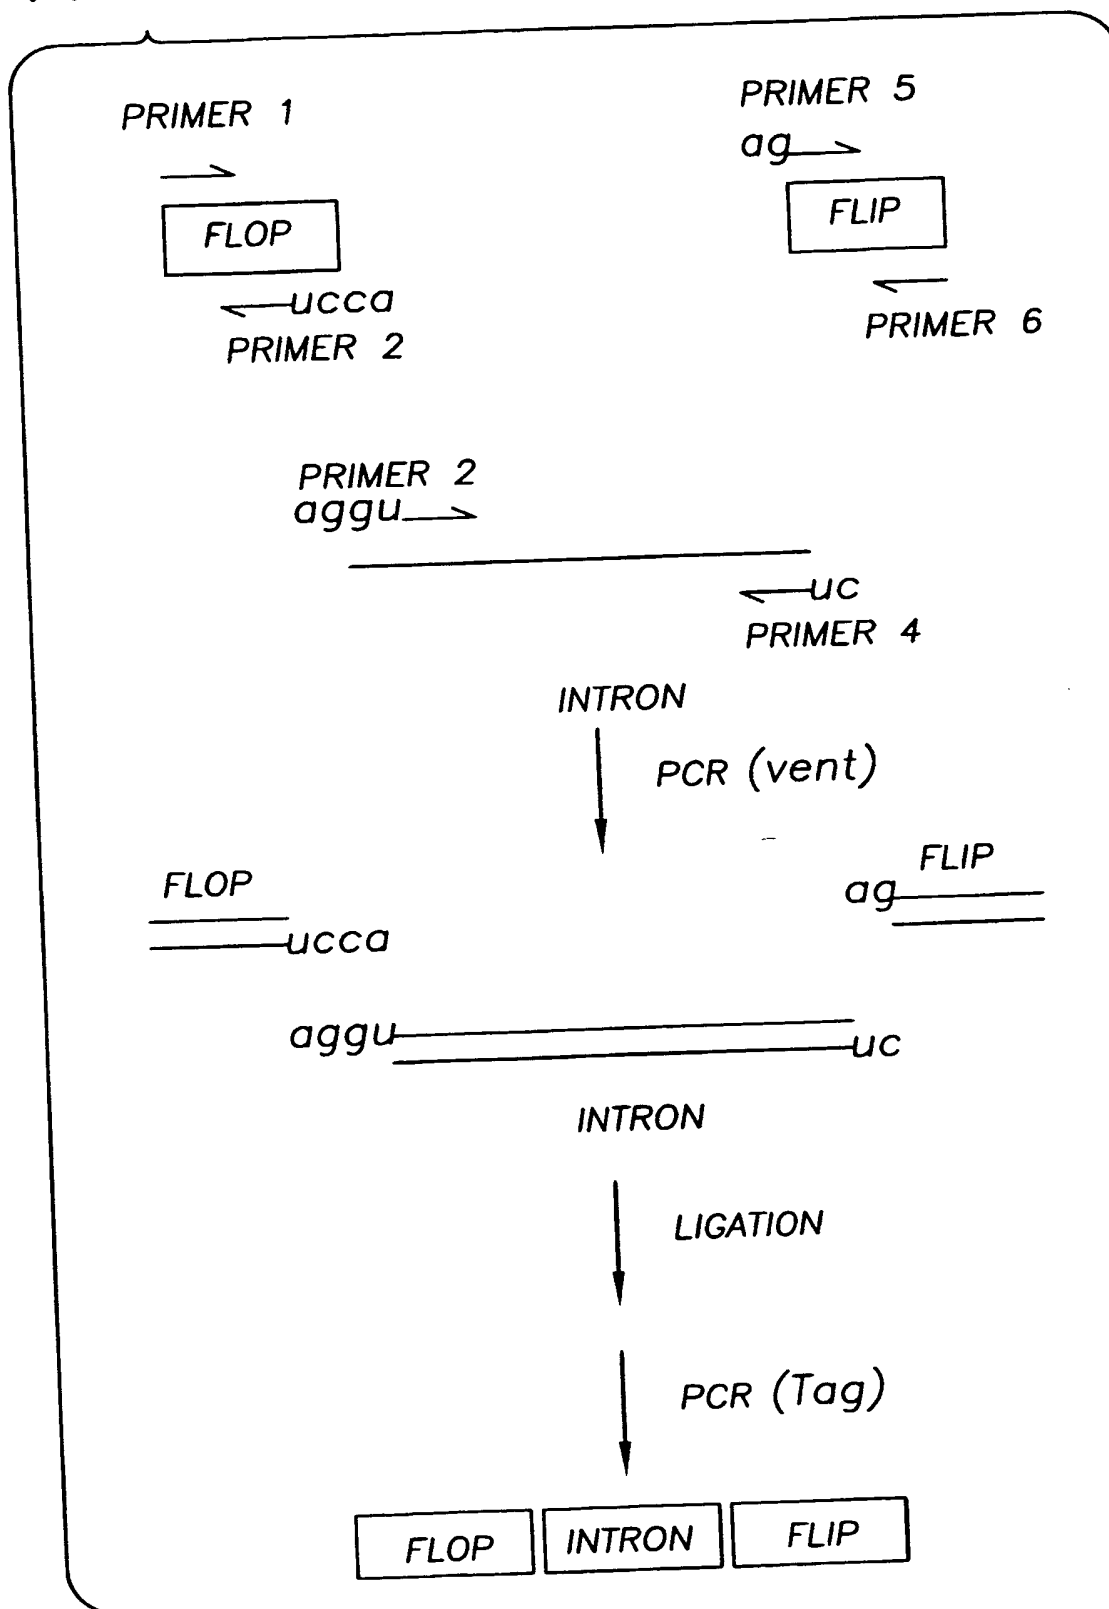 PRIMER 1
FLOP
ucca
PRIMER 2
PRIMER 5
ag
FLIP
PRIMER 6
PRIMER 2
aggu
uc
PRIMER 4
INTRON
PCR (vent)
FLOP
ucca
FLIP
ag
aggu
uc
INTRON
LIGATION
PCR (Tag)
FLOP INTRON FLIP